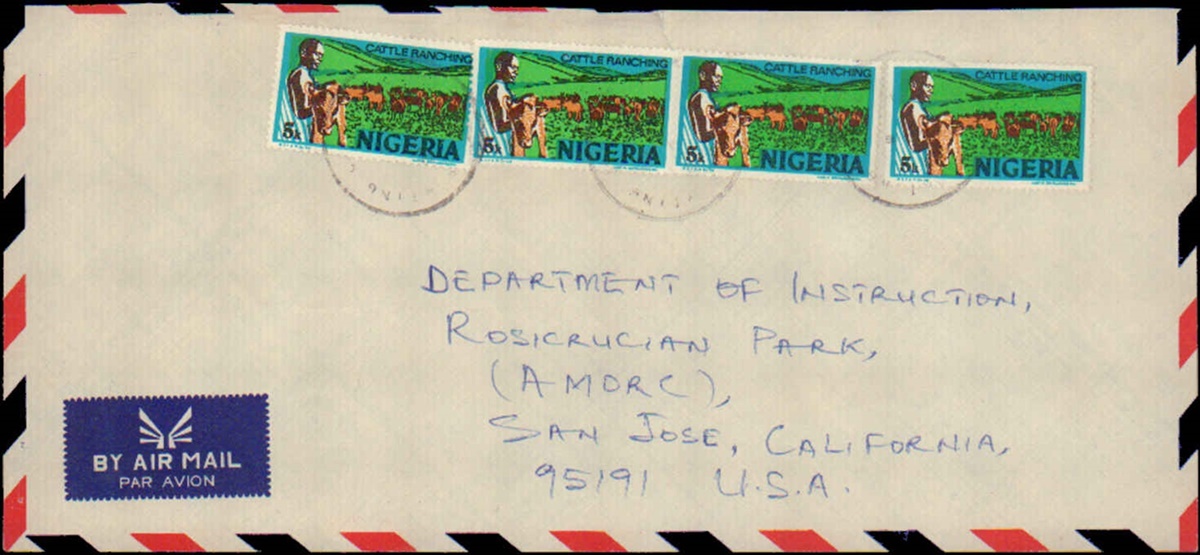 CATTLE RANCHING
5k NIGERIA
CATTLE RANCHING
5k NIGERIA
CATTLE RANCHING
5k NIGERIA
CATTLE RANCHING
5k NIGERIA
DEPARTMENT OF INSTRUCTION,
ROSICRUCIAN PARK,
(AMORC),
SAN JOSE, CALIFORNIA,
95191 U.S.A.
BY AIR MAIL
PAR AVION